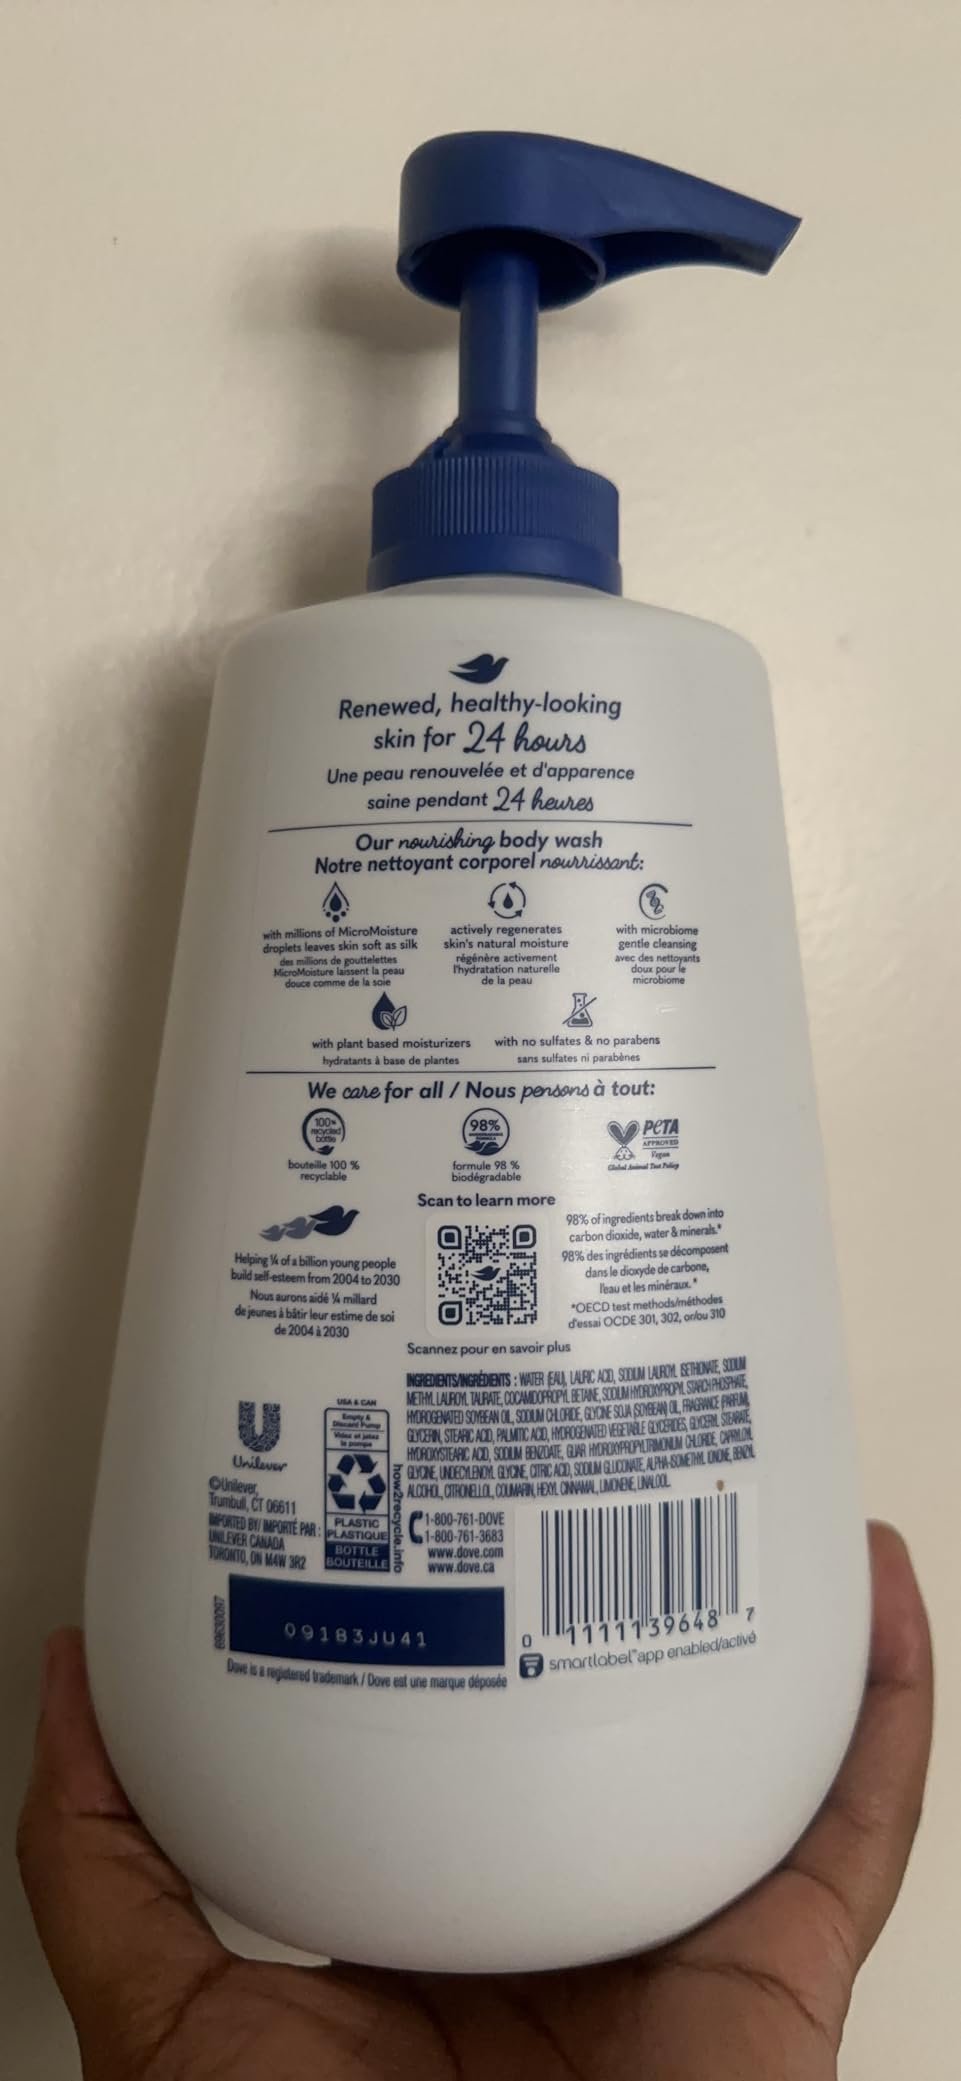 Renewed, healthy-looking
skin for 24 hours
Une peau renouvelée et d'apparence
saine pendant 24 heures
Our nourishing body wash
Notre nettoyant corporel nourrissant:
with millions of MicroMoisture
droplets leaves skin soft as silk
des millions de gouttelettes
MicroMoisture laissent la peau
douce comme de la soie
actively regenerates
skin's natural moisture
régénère activement
l'hydratation naturelle
de la peau
with microbiome
gentle cleansing
avec des nettoyants
doux pour le
microbiome
with plant based moisturizers
hydratants à base de plantes
with no sulfates & no parabens
sans sulfates ni parabènes
We care for all / Nous pensons à tout:
100%
recycled
bottle
bouteille 100 %
recyclable
98%
BIODEGRADABLE
FORMULA
formule 98 %
biodégradable
PETA
APPROVED
Vegan
Global Animal Test Policy
Helping ¼ of a billion young people
build self-esteem from 2004 to 2030
Nous aurons aidé ¼ milliard
de jeunes à bâtir leur estime de soi
de 2004 à 2030
Scan to learn more
Scannez pour en savoir plus
98% of ingredients break down into
carbon dioxide, water & minerals.*
98% des ingrédients se décomposent
dans le dioxyde de carbone,
l'eau et les minéraux.*
*OECD test methods/méthodes
d'essai OCDE 301, 302, on/ou 310
INGREDIENTS/INGRÉDIENTS : WATER (EAU), LAURIC ACID, SODIUM LAUROYL ISETHIONATE, SODIUM
METHYL LAUROYL TAURATE, COCAMIDOPROPYL BETAINE, SODIUM HYDROXYPROPYL STARCH PHOSPHATE,
HYDROGENATED SOYBEAN OIL, SODIUM CHLORIDE, GLYCINE SOJA (SOYBEAN) OIL, FRAGRANCE (PARFUM),
GLYCERIN, STEARIC ACID, PALMITIC ACID, HYDROGENATED VEGETABLE GLYCERIDES, GLYCERYL STEARATE,
HYDROXYSTEARIC ACID, SODIUM BENZOATE, GUAR HYDROXYPROPYLTRIMONIUM CHLORIDE, CAPRYLOYL
GLYCINE, UNDECYLENOYL GLYCINE, CITRIC ACID, SODIUM GLUCONATE, ALPHA-ISOMETHYL IONONE, BENZYL
ALCOHOL, CITRONELLOL, COUMARIN, HEXYL CINNAMAL, LIMONENE, LINALOOL.
Unilever
©Unilever,
Trumbull, CT 06611
IMPORTED BY/ IMPORTÉ PAR :
UNILEVER CANADA
TORONTO, ON M4W 3R2
USA & CAN
Empty &
Discard Pump
Videz et jetez
la pompe
PLASTIC
PLASTIQUE
BOTTLE
BOUTEILLE
how2recycle.info
1-800-761-DOVE
1-800-761-3683
www.dove.com
www.dove.ca
69630097
09183JU41
Dove is a registered trademark / Dove est une marque déposée
0 11111 39648 7
smartlabel™ app enabled/activé